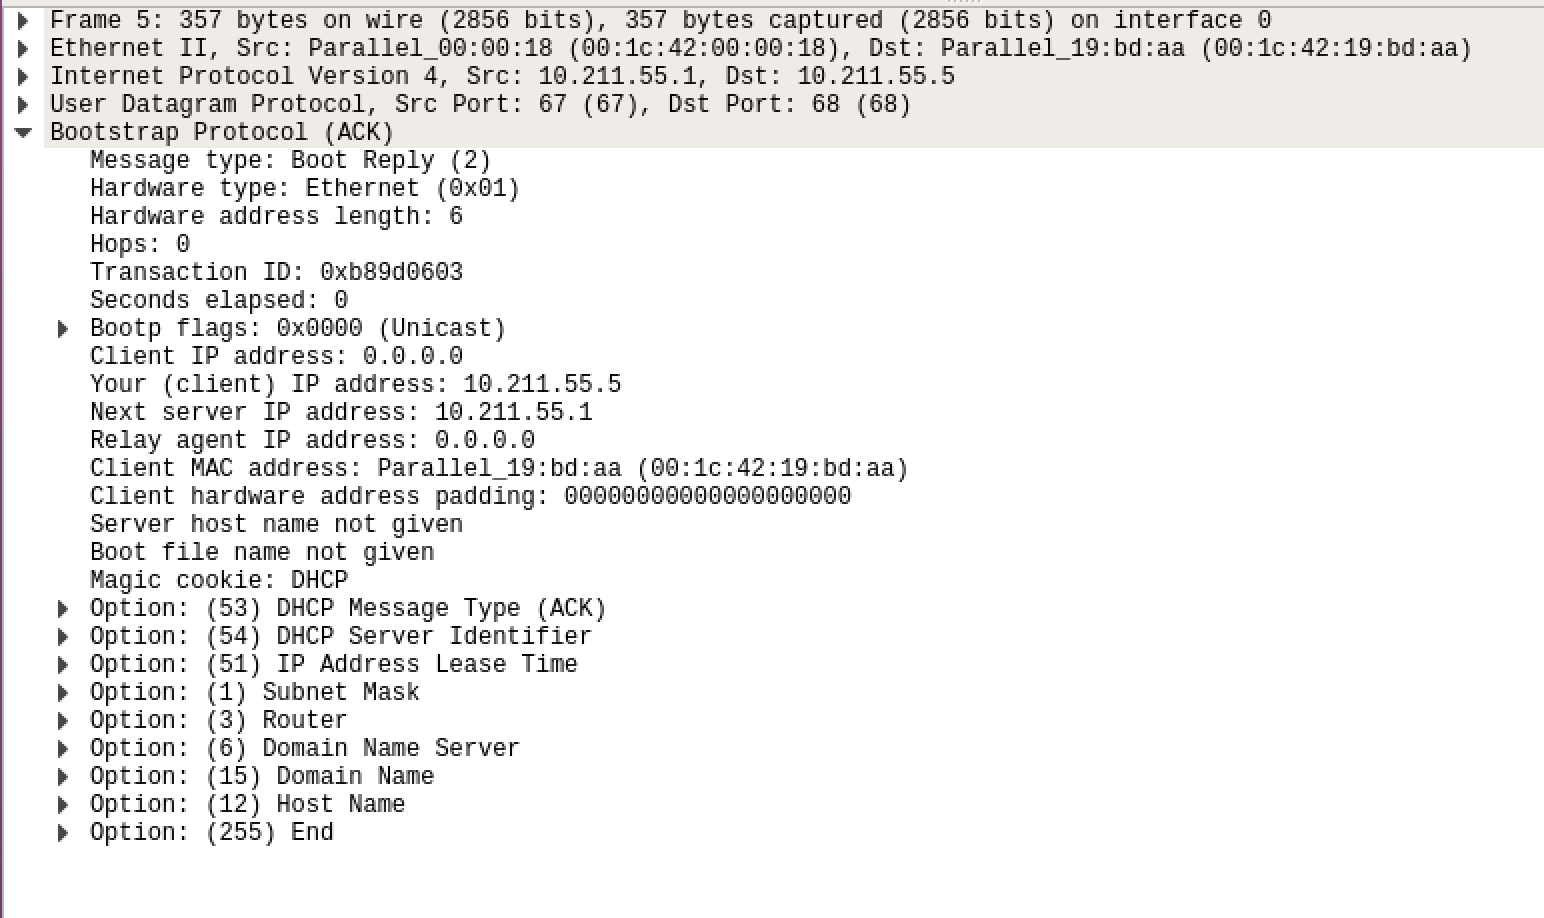 Frame 5: 357 bytes on wire (2856 bits), 357 bytes captured (2856 bits) on interface 0
Ethernet II, Src: Parallel_00:00:18 (00:1c:42:00:00:18), Dst: Parallel_19:bd:aa (00:1c:42:19:bd:aa)
Internet Protocol Version 4, Src: 10.211.55.1, Dst: 10.211.55.5
User Datagram Protocol, Src Port: 67 (67), Dst Port: 68 (68)
Bootstrap Protocol (ACK)
Message type: Boot Reply (2)
Hardware type: Ethernet (0x01)
Hardware address length: 6
Hops: 0
Transaction ID: 0xb89d0603
Seconds elapsed: 0
Bootp flags: 0x0000 (Unicast)
Client IP address: 0.0.0.0
Your (client) IP address: 10.211.55.5
Next server IP address: 10.211.55.1
Relay agent IP address: 0.0.0.0
Client MAC address: Parallel_19:bd:aa (00:1c:42:19:bd:aa)
Client hardware address padding: 00000000000000000000
Server host name not given
Boot file name not given
Magic cookie: DHCP
Option: (53) DHCP Message Type (ACK)
Option: (54) DHCP Server Identifier
Option: (51) IP Address Lease Time
Option: (1) Subnet Mask
Option: (3) Router
Option: (6) Domain Name Server
Option: (15) Domain Name
Option: (12) Host Name
Option: (255) End